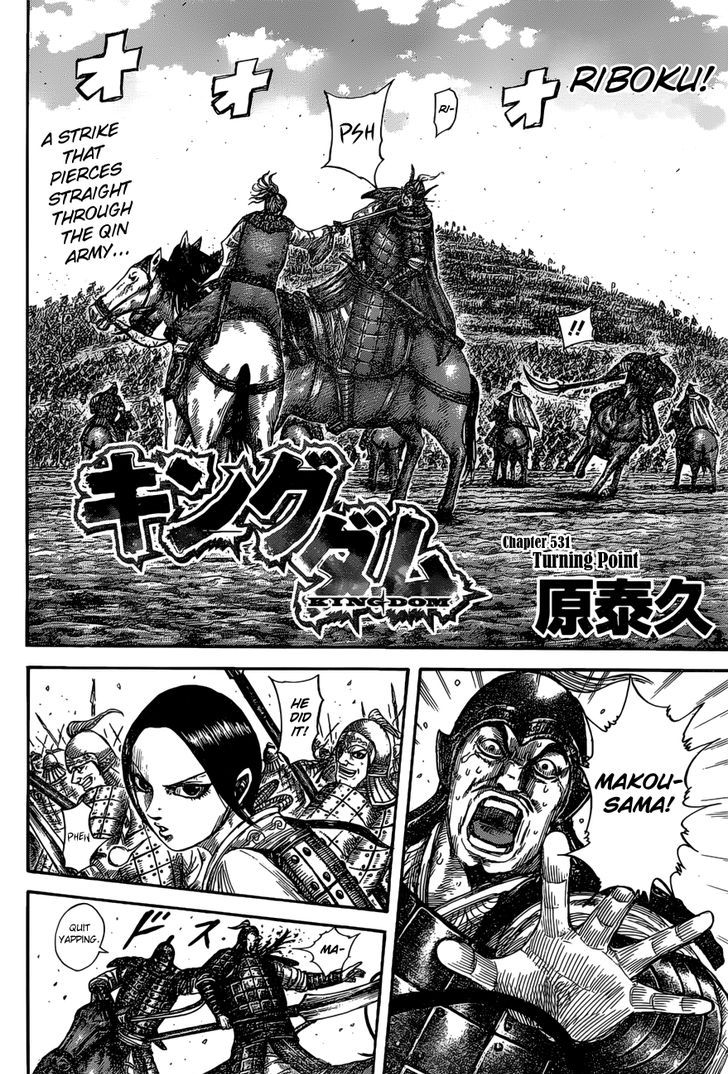 RIBOKU!
RI-
PSH
オ
オ
オ
A STRIKE
THAT
PIERCES
STRAIGHT
THROUGH
THE QIN
ARMY...
!!
キングダム
KINGDOM
Chapter 531
Turning Point
原泰久
MAKOU-
SAMA!
HE
DID
IT!
PHEW
MA-
ドス
QUIT
YAPPING.